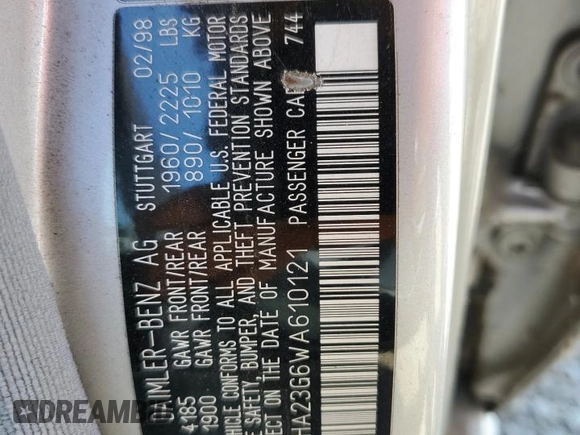 DAIMLER-BENZ AG STUTTGART 02/98
4185 GAWR FRONT/REAR 1960/2225 LBS
1900 GAWR FRONT/REAR 890/1010 KG
VEHICLE CONFORMS TO ALL APPLICABLE U.S. FEDERAL MOTOR
SAFETY, BUMPER, AND THEFT PREVENTION STANDARDS
ECT ON THE DATE OF MANUFACTURE SHOWN ABOVE
HA23G6WA610121 PASSENGER CAR 744
DREAMB